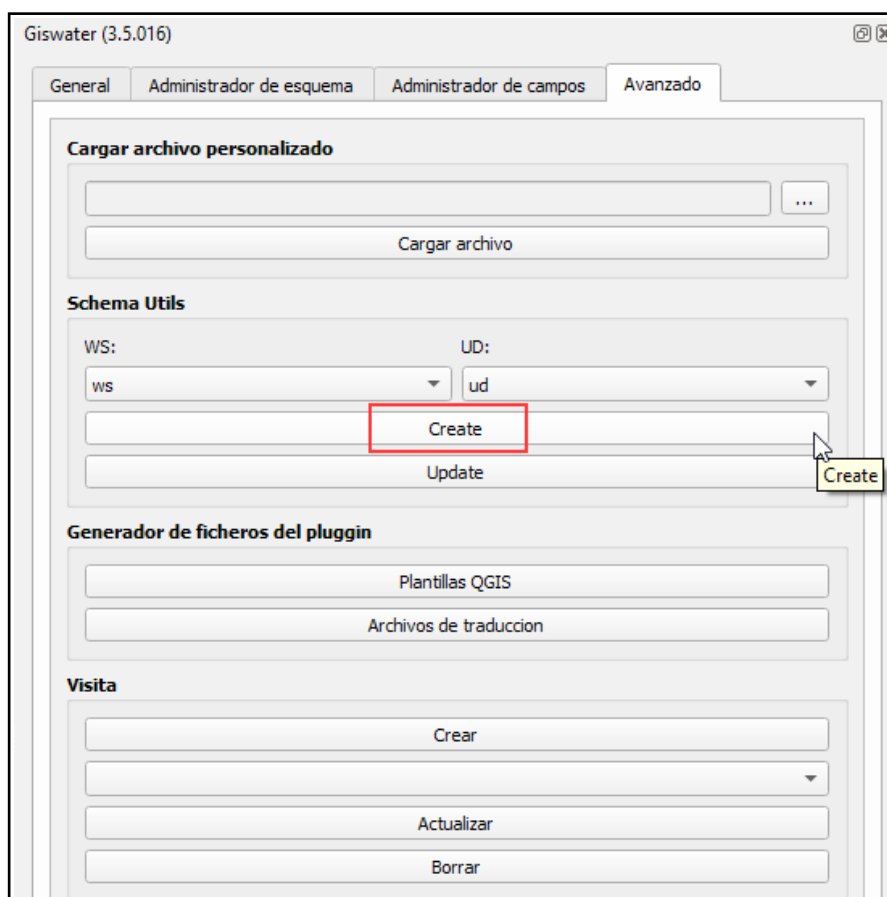 Giswater (3.5.016)
General Administrador de esquema Administrador de campos Avanzado
Cargar archivo personalizado
...
Cargar archivo
Schema Utils
WS: UD:
ws ud
Create
Create
Update
Generador de ficheros del pluggin
Plantillas QGIS
Archivos de traduccion
Visita
Crear
Actualizar
Borrar